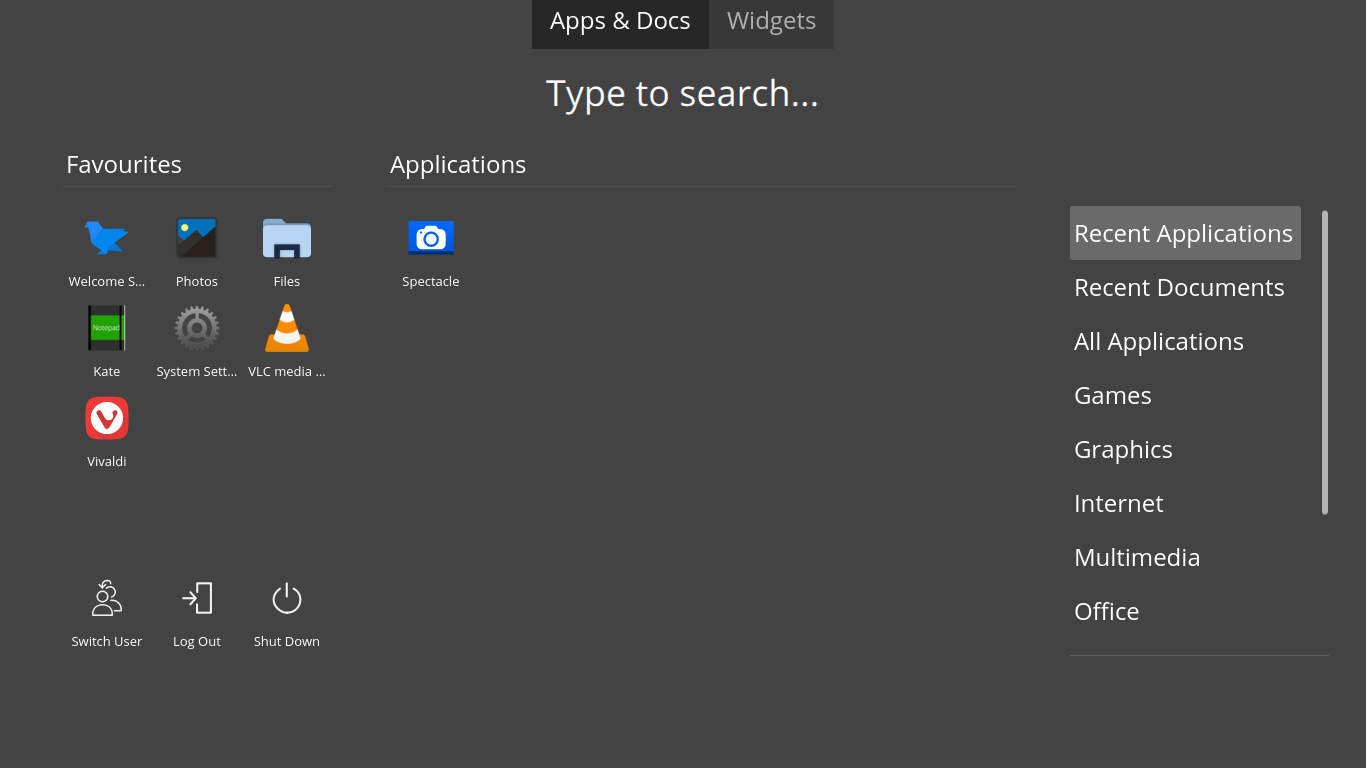 Apps & Docs
Widgets
Type to search...
Favourites
Applications
Welcome S...
Photos
Files
Notepad
Kate
System Sett...
VLC media ...
Vivaldi
Spectacle
Recent Applications
Recent Documents
All Applications
Games
Graphics
Internet
Multimedia
Office
Switch User
Log Out
Shut Down